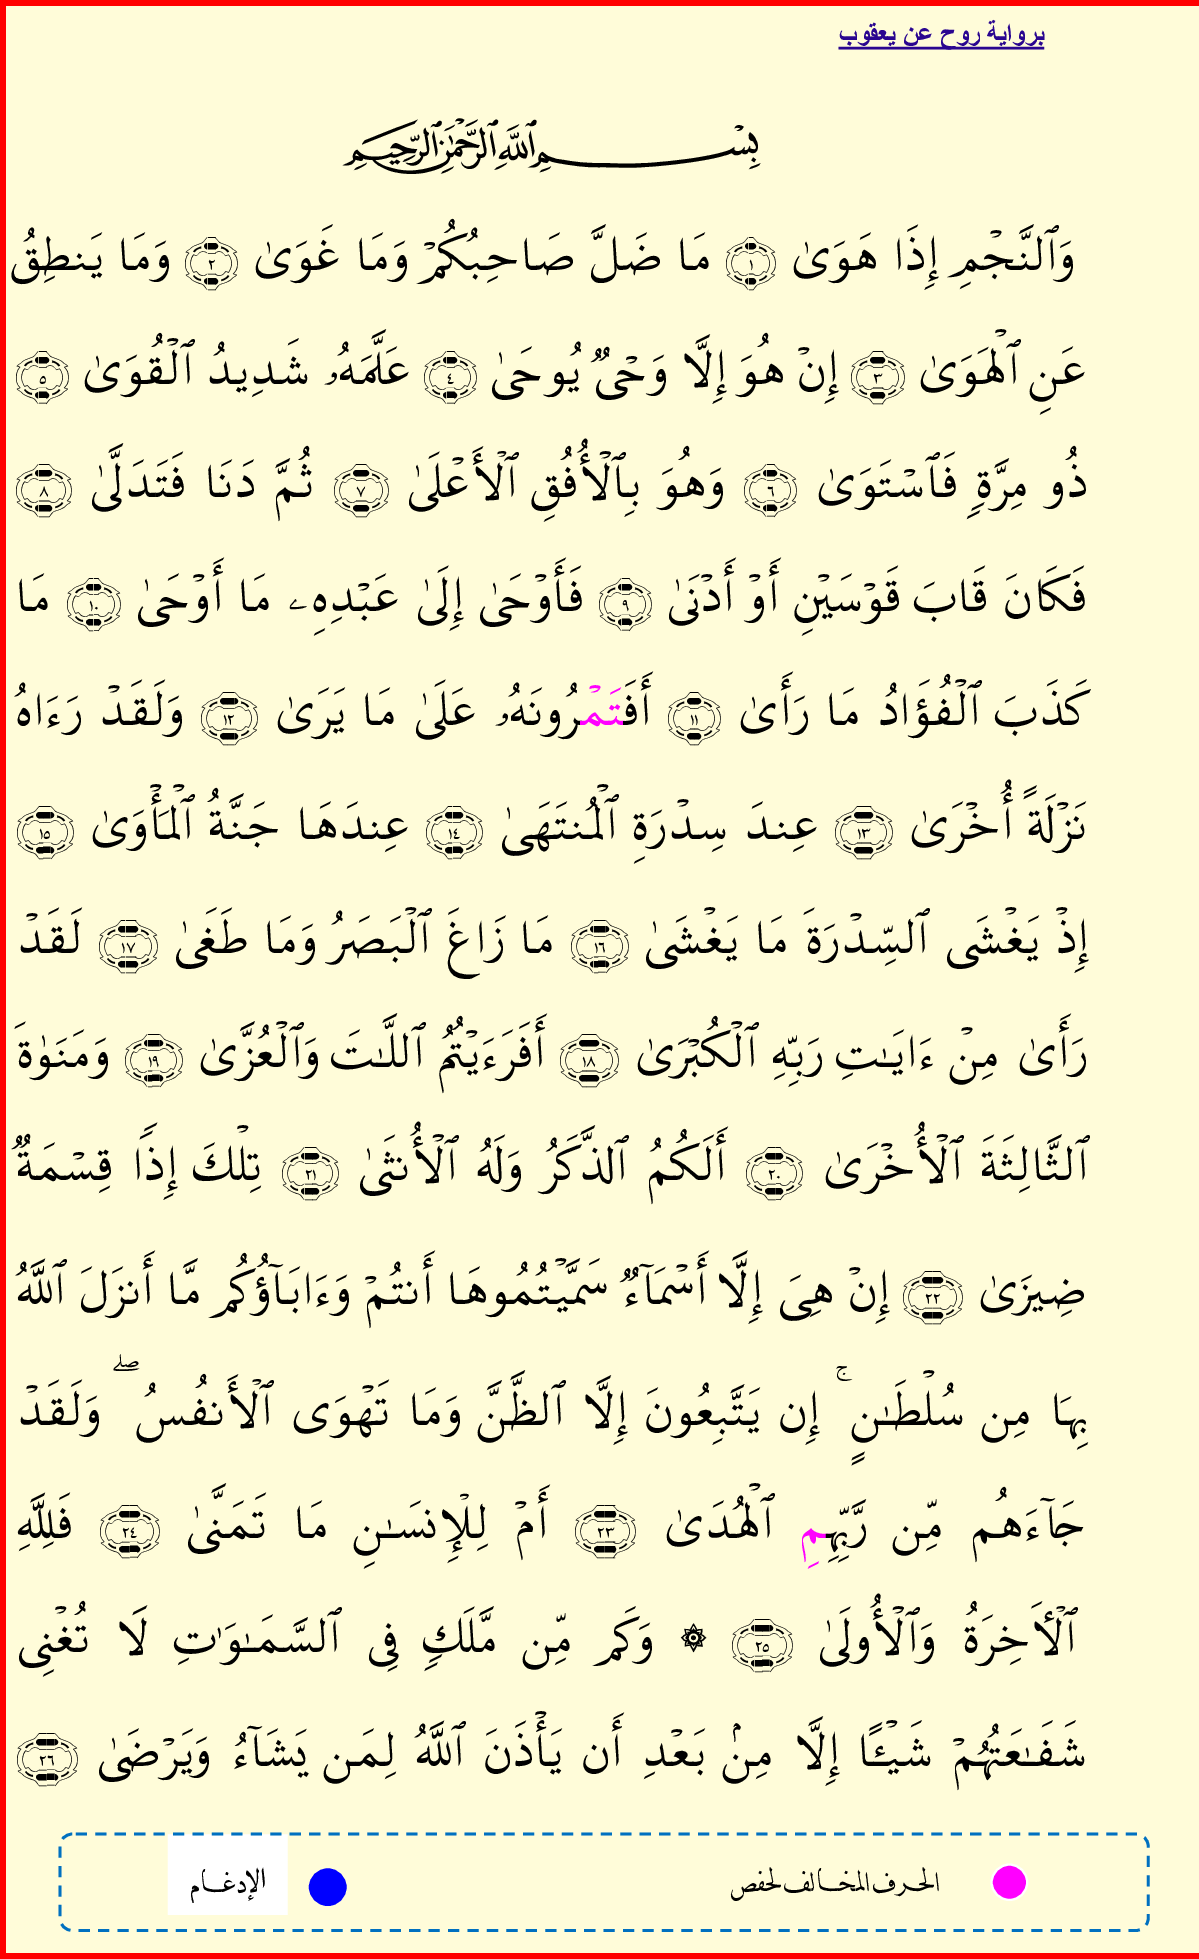 برواية روح عن يعقوب
بِسۡمِ ٱللَّهِ ٱلرَّحۡمَٰنِ ٱلرَّحِيمِ
وَٱلنَّجۡمِ إِذَا هَوَىٰ ١ مَا ضَلَّ صَاحِبُكُمۡ وَمَا غَوَىٰ ٢ وَمَا يَنطِقُ
عَنِ ٱلۡهَوَىٰ ٣ إِنۡ هُوَ إِلَّا وَحۡيٞ يُوحَىٰ ٤ عَلَّمَهُۥ شَدِيدُ ٱلۡقُوَىٰ ٥
ذُو مِرَّةٖ فَٱسۡتَوَىٰ ٦ وَهُوَ بِٱلۡأُفُقِ ٱلۡأَعۡلَىٰ ٧ ثُمَّ دَنَا فَتَدَلَّىٰ ٨
فَكَانَ قَابَ قَوۡسَيۡنِ أَوۡ أَدۡنَىٰ ٩ فَأَوۡحَىٰ إِلَىٰ عَبۡدِهِۦ مَا أَوۡحَىٰ ١٠ مَا
كَذَبَ ٱلۡفُؤَادُ مَا رَأَىٰ ١١ أَفَتَمۡرُونَهُۥ عَلَىٰ مَا يَرَىٰ ١٢ وَلَقَدۡ رَءَاهُ
نَزۡلَةً أُخۡرَىٰ ١٣ عِندَ سِدۡرَةِ ٱلۡمُنتَهَىٰ ١٤ عِندَهَا جَنَّةُ ٱلۡمَأۡوَىٰ ١٥
إِذۡ يَغۡشَى ٱلسِّدۡرَةَ مَا يَغۡشَىٰ ١٦ مَا زَاغَ ٱلۡبَصَرُ وَمَا طَغَىٰ ١٧ لَقَدۡ
رَأَىٰ مِنۡ ءَايَٰتِ رَبِّهِ ٱلۡكُبۡرَىٰ ١٨ أَفَرَءَيۡتُمُ ٱللَّٰتَ وَٱلۡعُزَّىٰ ١٩ وَمَنَوٰةَ
ٱلثَّالِثَةَ ٱلۡأُخۡرَىٰ ٢٠ أَلَكُمُ ٱلذَّكَرُ وَلَهُ ٱلۡأُنثَىٰ ٢١ تِلۡكَ إِذٗا قِسۡمَةٞ
ضِيزَىٰ ٢٢ إِنۡ هِيَ إِلَّا أَسۡمَآءٞ سَمَّيۡتُمُوهَا أَنتُمۡ وَءَابَآؤُكُم مَّا أَنزَلَ ٱللَّهُ
بِهَا مِن سُلۡطَٰنٍۚ إِن يَتَّبِعُونَ إِلَّا ٱلظَّنَّ وَمَا تَهۡوَى ٱلۡأَنفُسُۖ وَلَقَدۡ
جَآءَهُم مِّن رَّبِّهِمِ ٱلۡهُدَىٰ ٢٣ أَمۡ لِلۡإِنسَٰنِ مَا تَمَنَّىٰ ٢٤ فَلِلَّهِ
ٱلۡأٓخِرَةُ وَٱلۡأُولَىٰ ٢٥ ۞ وَكَم مِّن مَّلَكٖ فِي ٱلسَّمَٰوَٰتِ لَا تُغۡنِي
شَفَٰعَتُهُمۡ شَيۡـًٔا إِلَّا مِنۢ بَعۡدِ أَن يَأۡذَنَ ٱللَّهُ لِمَن يَشَآءُ وَيَرۡضَىٰ ٢٦
الحرف المخالف لحفص الإدغام